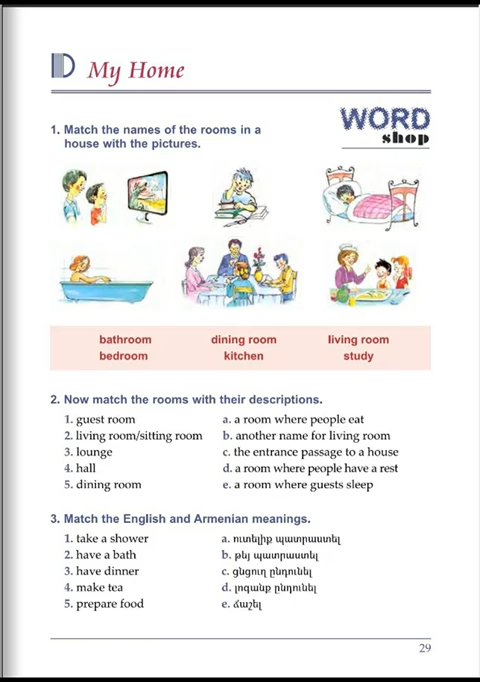 D My Home
WORD
shop
1. Match the names of the rooms in a
house with the pictures.
bathroom dining room living room
bedroom kitchen study
2. Now match the rooms with their descriptions.
1. guest room a. a room where people eat
2. living room/sitting room b. another name for living room
3. lounge c. the entrance passage to a house
4. hall d. a room where people have a rest
5. dining room e. a room where guests sleep
3. Match the English and Armenian meanings.
1. take a shower a. ուտելիք պատրաստել
2. have a bath b. թեյ պատրաստել
3. have dinner c. ցնցուղ ընդունել
4. make tea d. լոգանք ընդունել
5. prepare food e. ճաշել
29